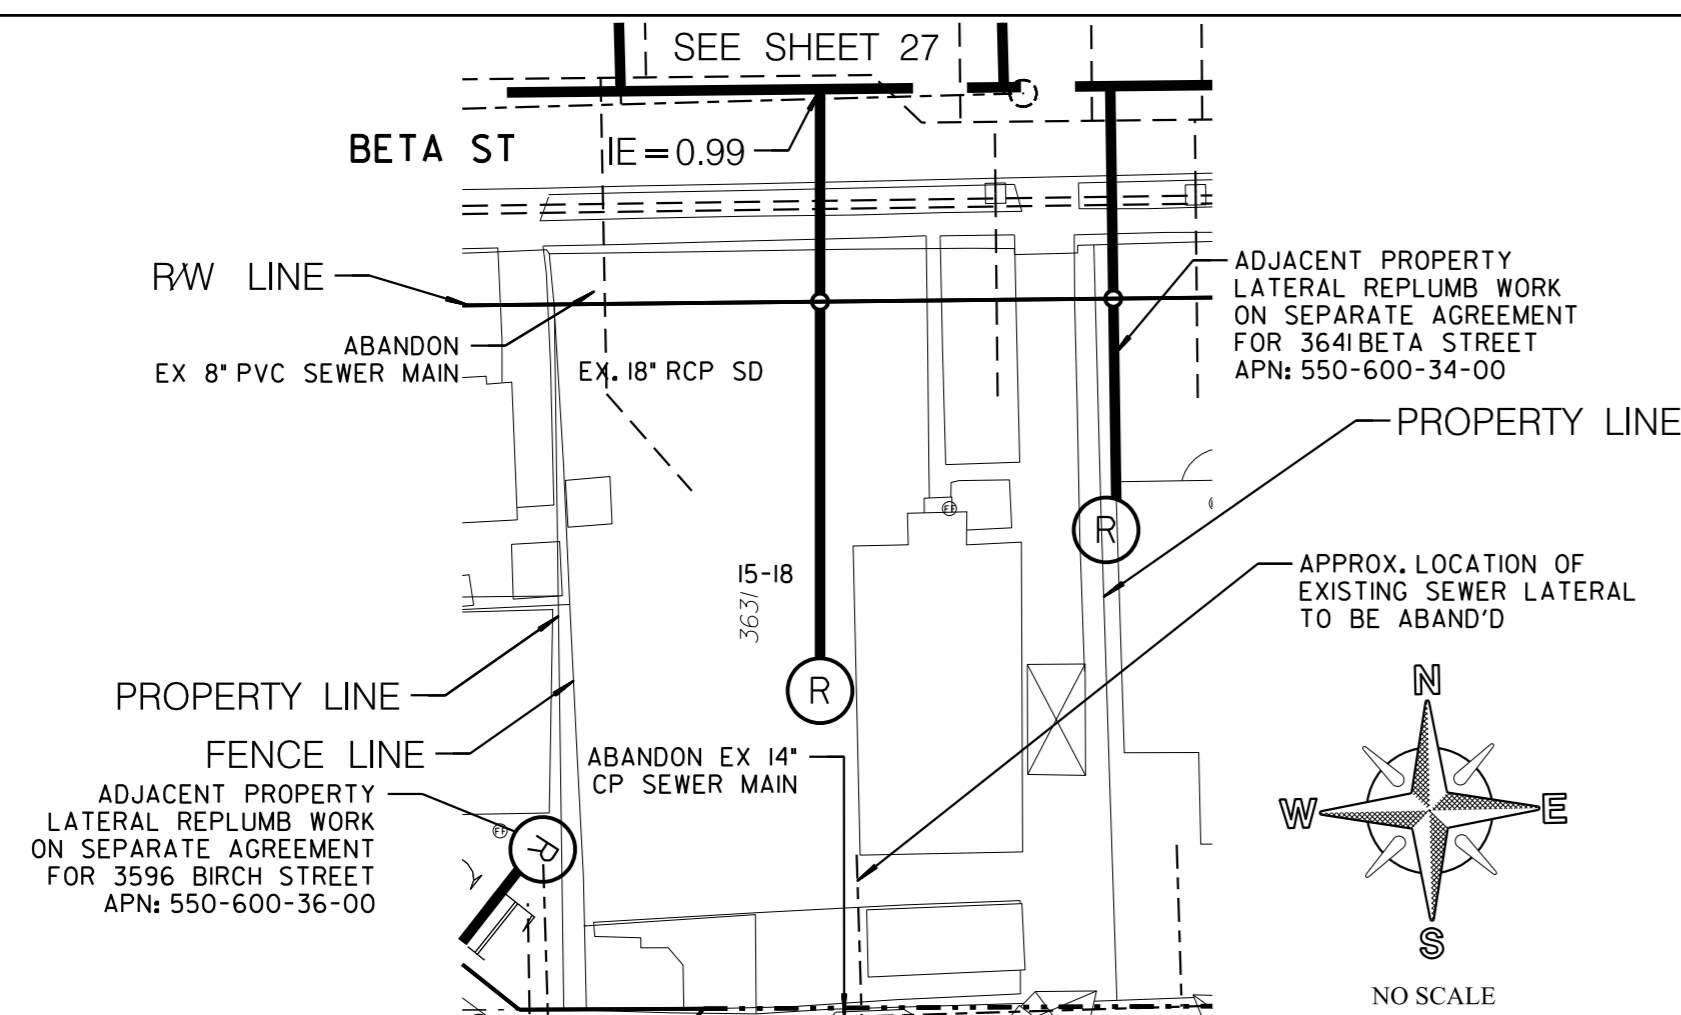 SEE SHEET 27
BETA ST
IE=0.99
R/W LINE
ABANDON
EX 8" PVC SEWER MAIN
EX. 18" RCP SD
ADJACENT PROPERTY
LATERAL REPLUMB WORK
ON SEPARATE AGREEMENT
FOR 3641 BETA STREET
APN: 550-600-34-00
PROPERTY LINE
FF
R
APPROX. LOCATION OF
EXISTING SEWER LATERAL
TO BE ABAND'D
15-18
3631
PROPERTY LINE
R
FENCE LINE
ABANDON EX 14"
CP SEWER MAIN
ADJACENT PROPERTY
LATERAL REPLUMB WORK
ON SEPARATE AGREEMENT
FOR 3596 BIRCH STREET
APN: 550-600-36-00
FF
R
N
W
E
S
NO SCALE